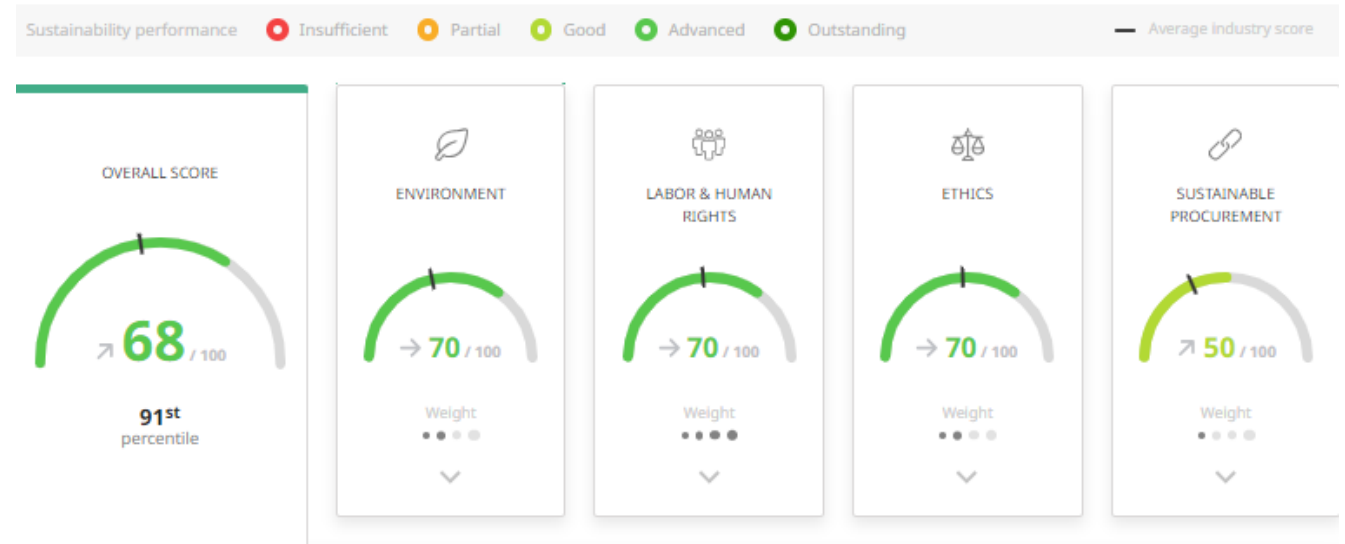 Sustainability performance Insufficient Partial Good Advanced Outstanding Average industry score
OVERALL SCORE
68 / 100
91st
percentile
ENVIRONMENT
70 / 100
Weight
LABOR & HUMAN
RIGHTS
70 / 100
Weight
ETHICS
70 / 100
Weight
SUSTAINABLE
PROCUREMENT
50 / 100
Weight